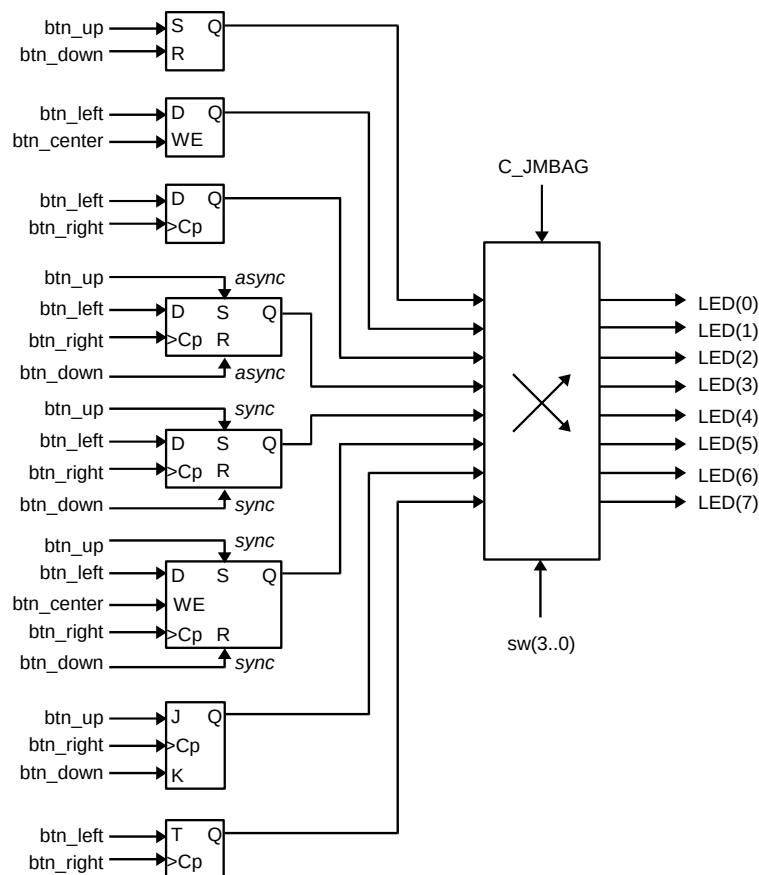 btn_up
S Q
btn_down
R
btn_left
D Q
btn_center
WE
btn_left
D Q
btn_right
>Cp
btn_up
async
btn_left
D S Q
btn_right
>Cp R
btn_down
async
btn_up
sync
btn_left
D S Q
btn_right
>Cp R
btn_down
sync
btn_up
sync
btn_left
D S Q
btn_center
WE
btn_right
>Cp R
btn_down
sync
btn_up
J Q
btn_right
>Cp
btn_down
K
btn_left
T Q
btn_right
>Cp
C_JMBAG
LED(0)
LED(1)
LED(2)
LED(3)
LED(4)
LED(5)
LED(6)
LED(7)
sw(3..0)